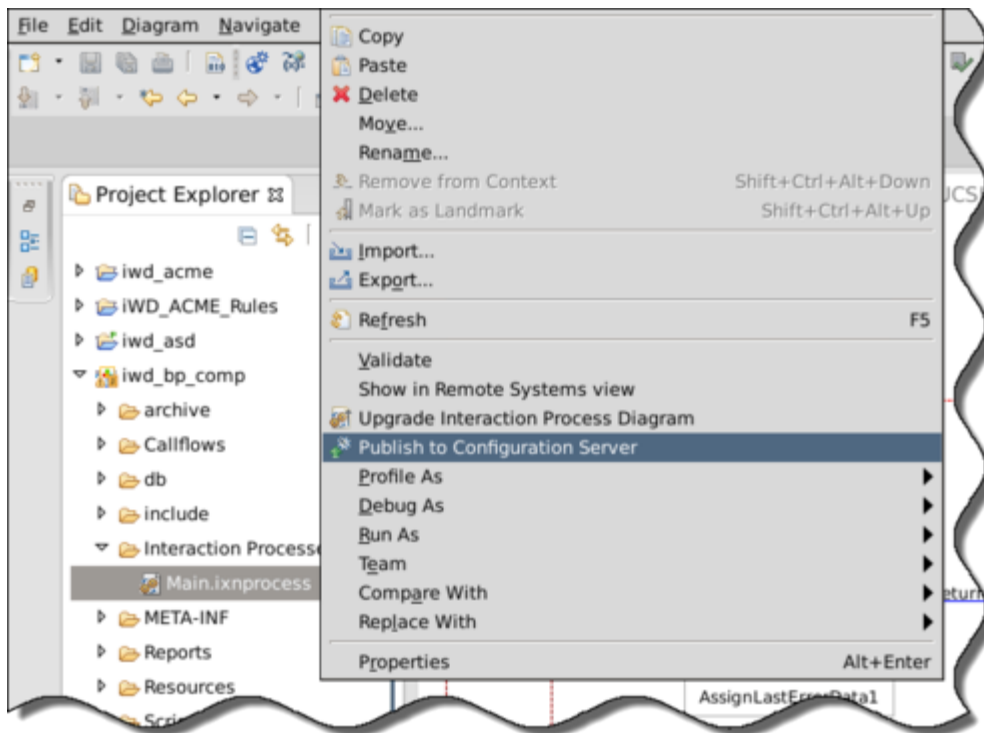 File Edit Diagram Navigate
Copy
Paste
Delete
Move...
Rename...
Remove from Context Shift+Ctrl+Alt+Down
Mark as Landmark Shift+Ctrl+Alt+Up
Import...
Export...
Refresh F5
Validate
Show in Remote Systems view
Upgrade Interaction Process Diagram
Publish to Configuration Server
Profile As
Debug As
Run As
Team
Compare With
Replace With
Properties Alt+Enter
Project Explorer
iwd_acme
iWD_ACME_Rules
iwd_asd
iwd_bp_comp
archive
Callflows
db
include
Interaction Process
Main.ixnprocess
META-INF
Reports
Resources